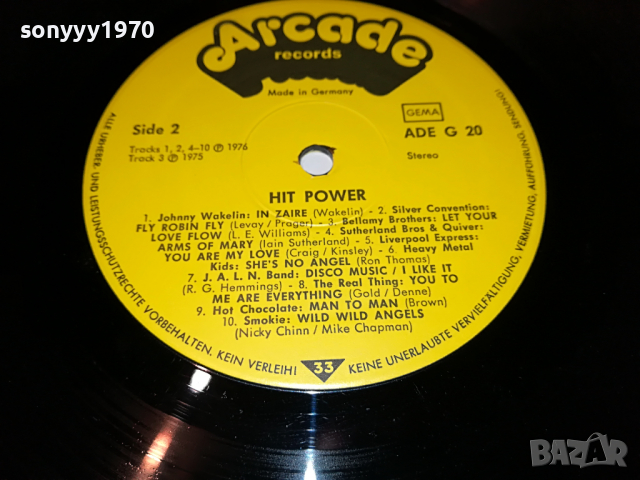 sonyyy1970
Arcade
records
Made in Germany
GEMA
Side 2
ADE G 20
Tracks 1, 2, 4–10 ℗ 1976
Track 3 ℗ 1975
Stereo
HIT POWER
1. Johnny Wakelin: IN ZAIRE (Wakelin) - 2. Silver Convention:
FLY ROBIN FLY (Levay / Prager) - 3. Bellamy Brothers: LET YOUR
LOVE FLOW (L. E. Williams) - 4. Sutherland Bros & Quiver:
ARMS OF MARY (Iain Sutherland) - 5. Liverpool Express:
YOU ARE MY LOVE (Craig / Kinsley) - 6. Heavy Metal
Kids: SHE'S NO ANGEL (Ron Thomas)
7. J. A. L. N. Band: DISCO MUSIC / I LIKE IT
(R. G. Hemmings) - 8. The Real Thing: YOU TO
ME ARE EVERYTHING (Gold / Denne)
9. Hot Chocolate: MAN TO MAN (Brown)
10. Smokie: WILD WILD ANGELS
(Nicky Chinn / Mike Chapman)
33
ALLE URHEBER- UND LEISTUNGSSCHUTZRECHTE VORBEHALTEN. KEIN VERLEIH! KEINE UNERLAUBTE VERVIELFÄLTIGUNG, VERMIETUNG, AUFFÜHRUNG, SENDUNG!
BAZAR